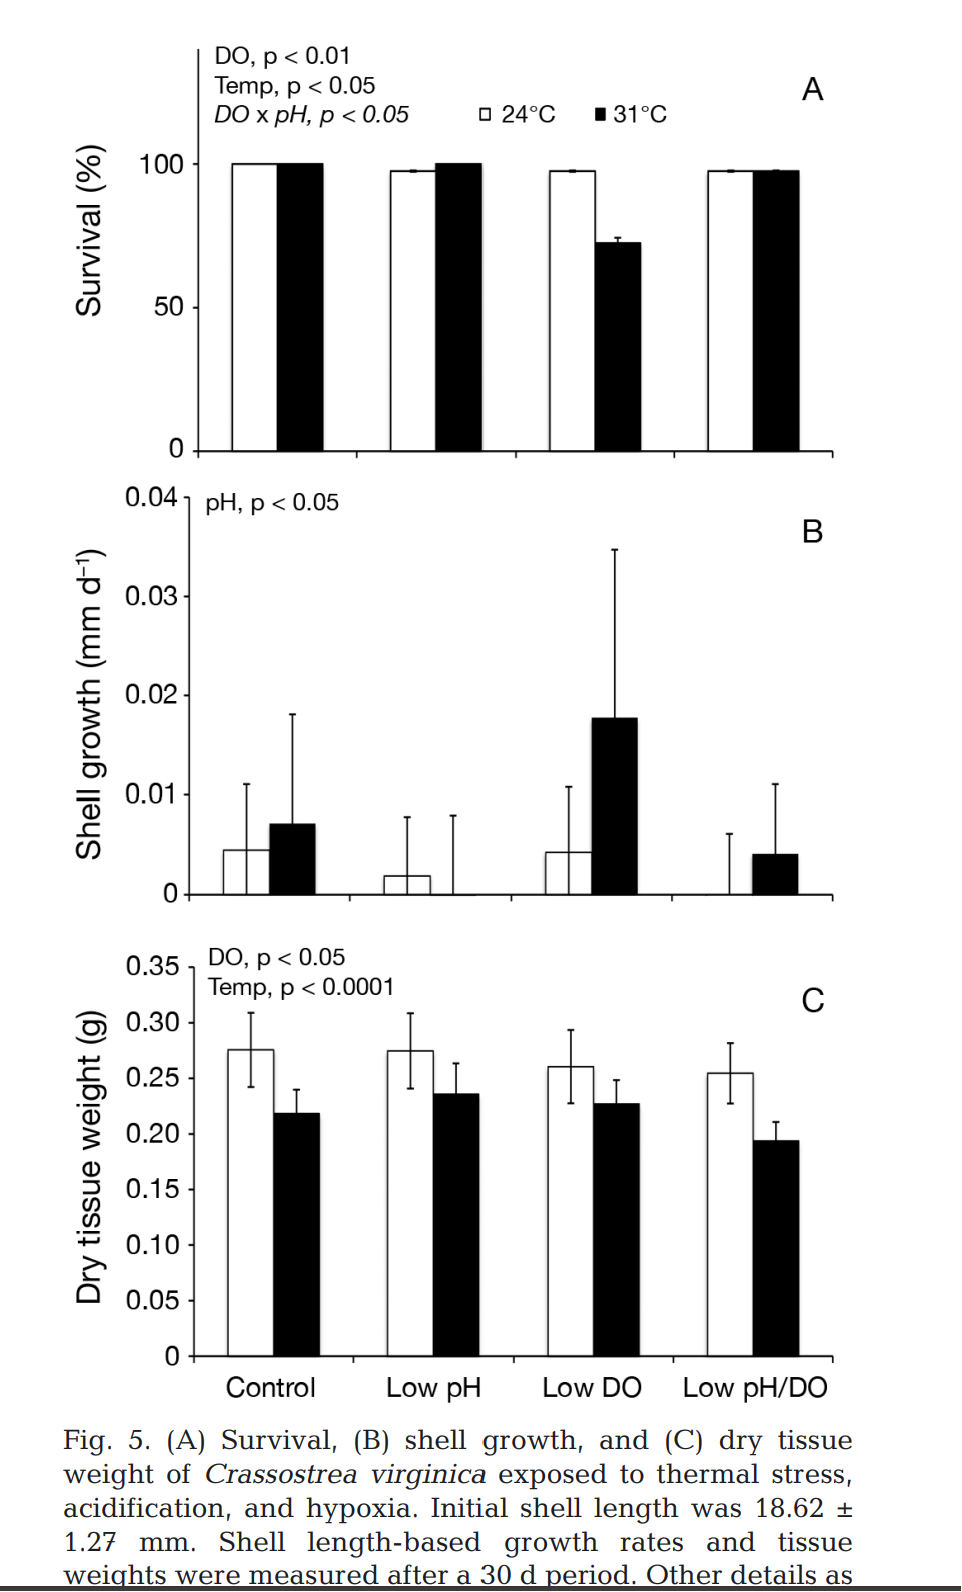 DO, p < 0.01
Temp, p < 0.05
DO x pH, p < 0.05
24°C
31°C
A
Survival (%)
100
50
0
pH, p < 0.05
B
Shell growth (mm d–1)
0.04
0.03
0.02
0.01
0
DO, p < 0.05
Temp, p < 0.0001
C
Dry tissue weight (g)
0.35
0.30
0.25
0.20
0.15
0.10
0.05
0
Control
Low pH
Low DO
Low pH/DO
Fig. 5. (A) Survival, (B) shell growth, and (C) dry tissue
weight of Crassostrea virginica exposed to thermal stress,
acidification, and hypoxia. Initial shell length was 18.62 ±
1.27 mm. Shell length-based growth rates and tissue
weights were measured after a 30 d period. Other details as